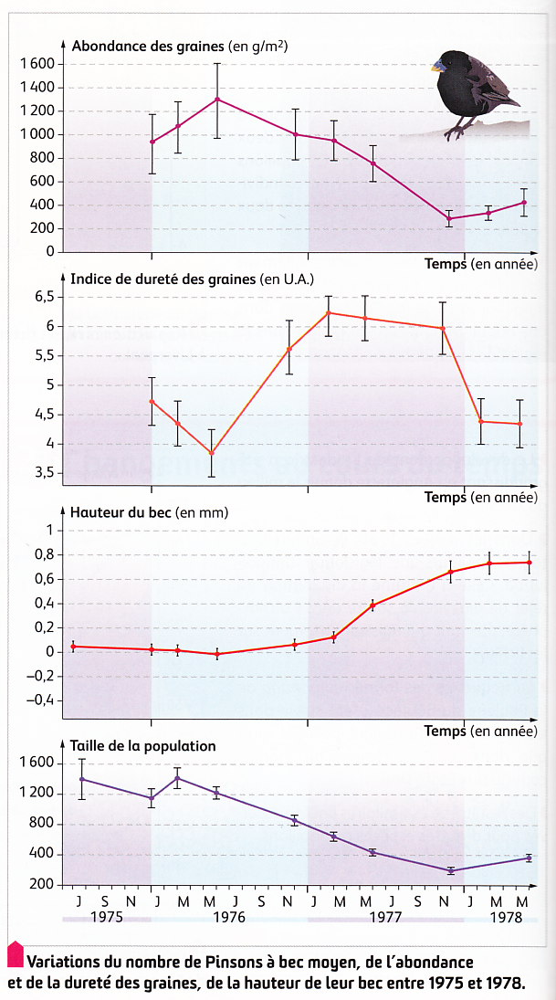 Abondance des graines (en g/m²)
1 600
1 400
1 200
1 000
800
600
400
200
0
Temps (en année)
Indice de dureté des graines (en U.A.)
6,5
6
5,5
5
4,5
4
3,5
Temps (en année)
Hauteur du bec (en mm)
1
0,8
0,6
0,4
0,2
0
–0,2
–0,4
Temps (en année)
Taille de la population
1 600
1 200
800
400
200
J S N J M M J S N J M M J S N J M M
1975 1976 1977 1978
Variations du nombre de Pinsons à bec moyen, de l'abondance
et de la dureté des graines, de la hauteur de leur bec entre 1975 et 1978.